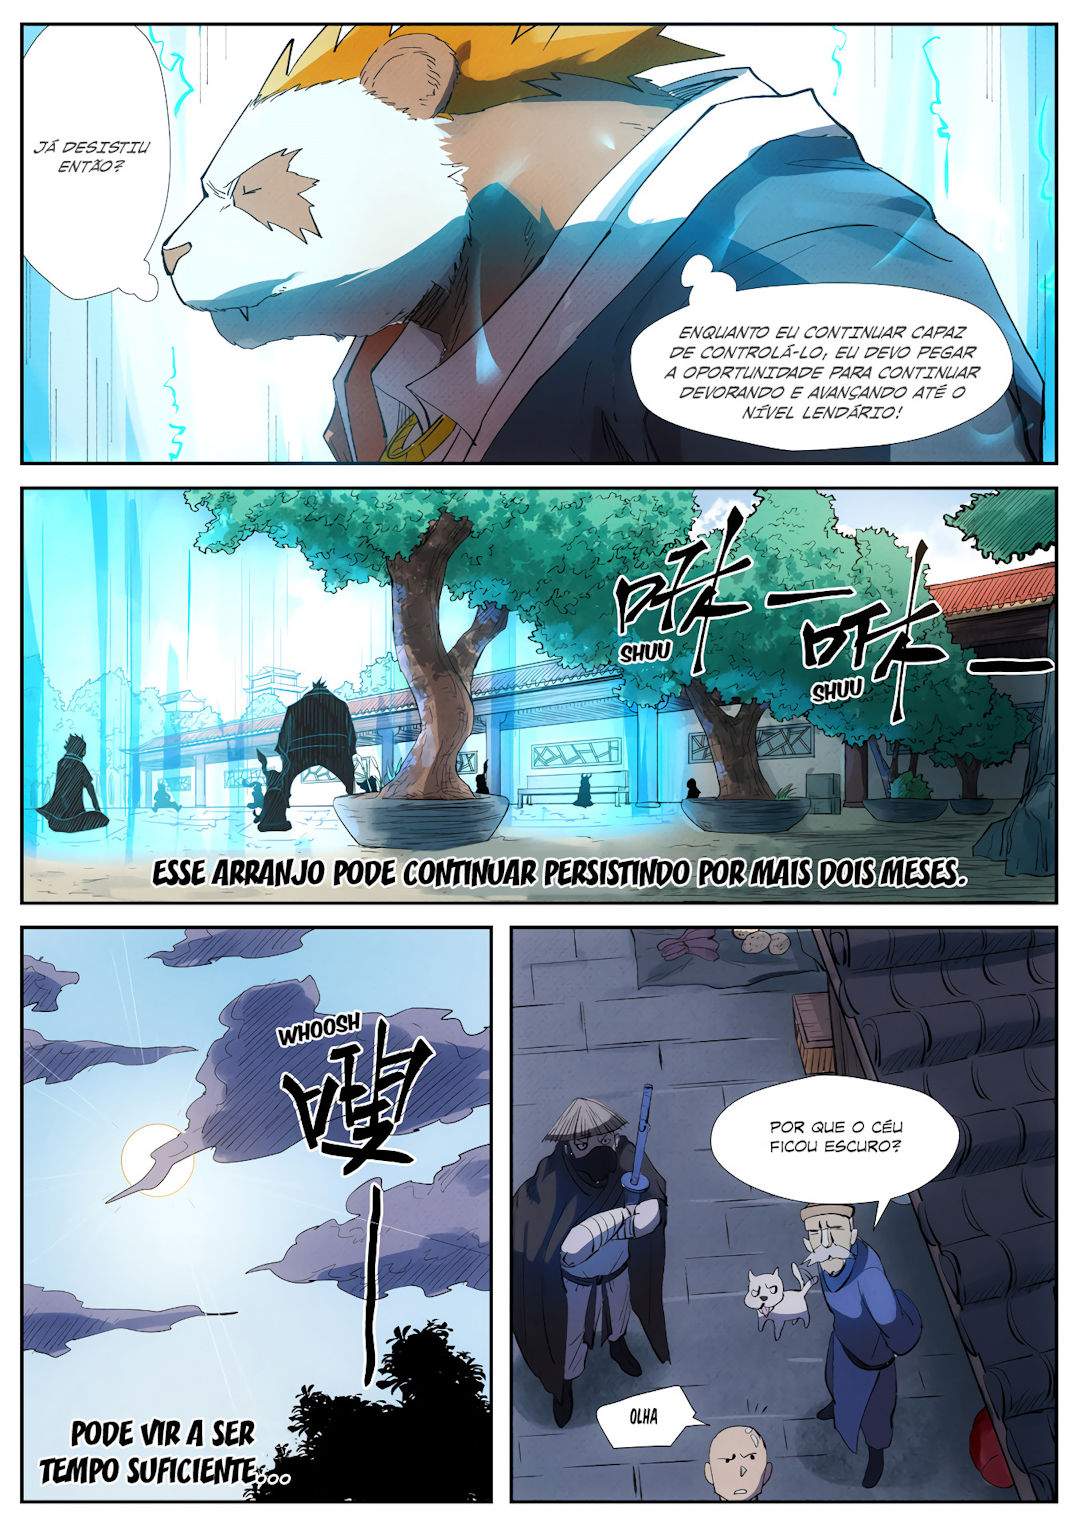 JÁ DESISTIU
ENTÃO?
ENQUANTO EU CONTINUAR CAPAZ
DE CONTROLÁ-LO, EU DEVO PEGAR
A OPORTUNIDADE PARA CONTINUAR
DEVORANDO E AVANÇANDO ATÉ O
NÍVEL LENDÁRIO!
咻一
SHUU
咻一
SHUU
ESSE ARRANJO PODE CONTINUAR PERSISTINDO POR MAIS DOIS MESES.
WHOOSH
嗖
PODE VIR A SER
TEMPO SUFICIENTE...
POR QUE O CÉU
FICOU ESCURO?
OLHA